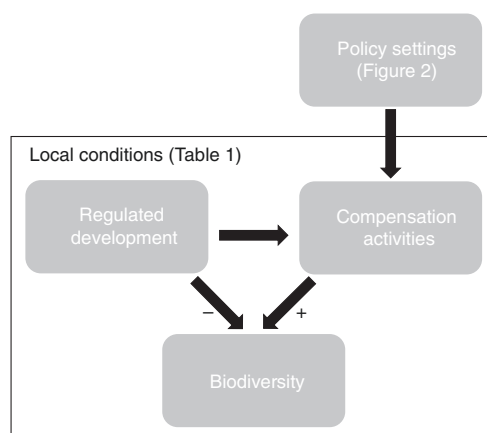 Policy settings
(Figure 2)
Local conditions (Table 1)
Regulated
development
Compensation
activities
–
+
Biodiversity